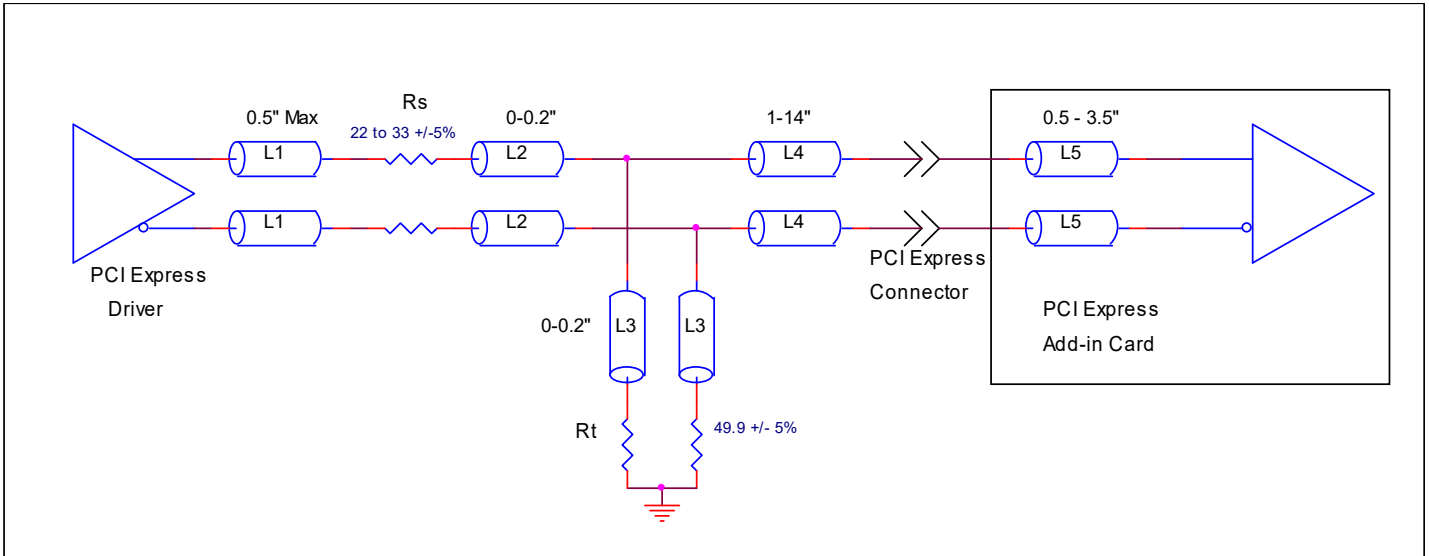 Rs
0.5" Max
22 to 33 +/-5%
0-0.2"
1-14"
0.5 - 3.5"
L1
L2
L4
L5
L1
L2
L4
L5
PCI Express
Driver
PCI Express
Connector
PCI Express
Add-in Card
0-0.2"
L3
L3
Rt
49.9 +/- 5%